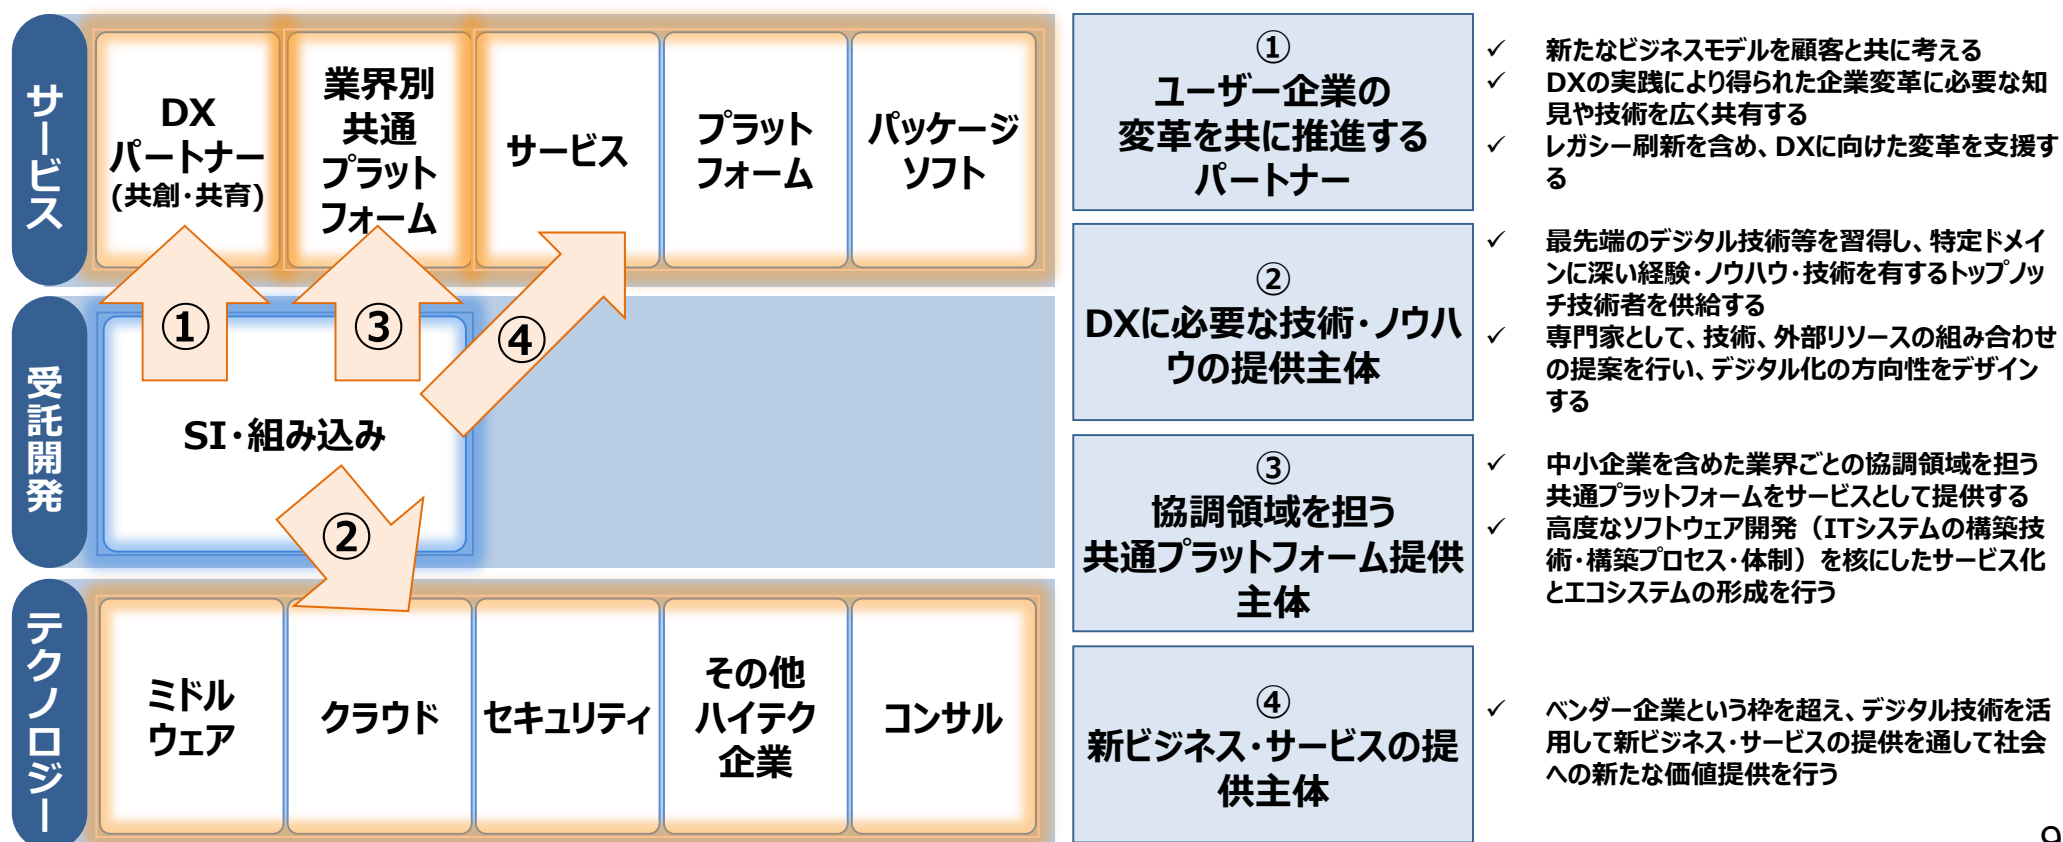 サービス
DX
パートナー
(共創・共育)
業界別
共通
プラット
フォーム
サービス
プラット
フォーム
パッケージ
ソフト
受託開発
①
③
④
SI・組み込み
②
テクノロジー
ミドル
ウェア
クラウド
セキュリティ
その他
ハイテク
企業
コンサル
①
ユーザー企業の
変革を共に推進する
パートナー
✓ 新たなビジネスモデルを顧客と共に考える
✓ DXの実践により得られた企業変革に必要な知
見や技術を広く共有する
✓ レガシー刷新を含め、DXに向けた変革を支援す
る
②
DXに必要な技術・ノウハ
ウの提供主体
✓ 最先端のデジタル技術等を習得し、特定ドメイ
ンに深い経験・ノウハウ・技術を有するトップノッ
チ技術者を供給する
✓ 専門家として、技術、外部リソースの組み合わせ
の提案を行い、デジタル化の方向性をデザイン
する
③
協調領域を担う
共通プラットフォーム提供
主体
✓ 中小企業を含めた業界ごとの協調領域を担う
共通プラットフォームをサービスとして提供する
✓ 高度なソフトウェア開発（ITシステムの構築技
術・構築プロセス・体制）を核にしたサービス化
とエコシステムの形成を行う
④
新ビジネス・サービスの提
供主体
✓ ベンダー企業という枠を超え、デジタル技術を活
用して新ビジネス・サービスの提供を通して社会
への新たな価値提供を行う
9